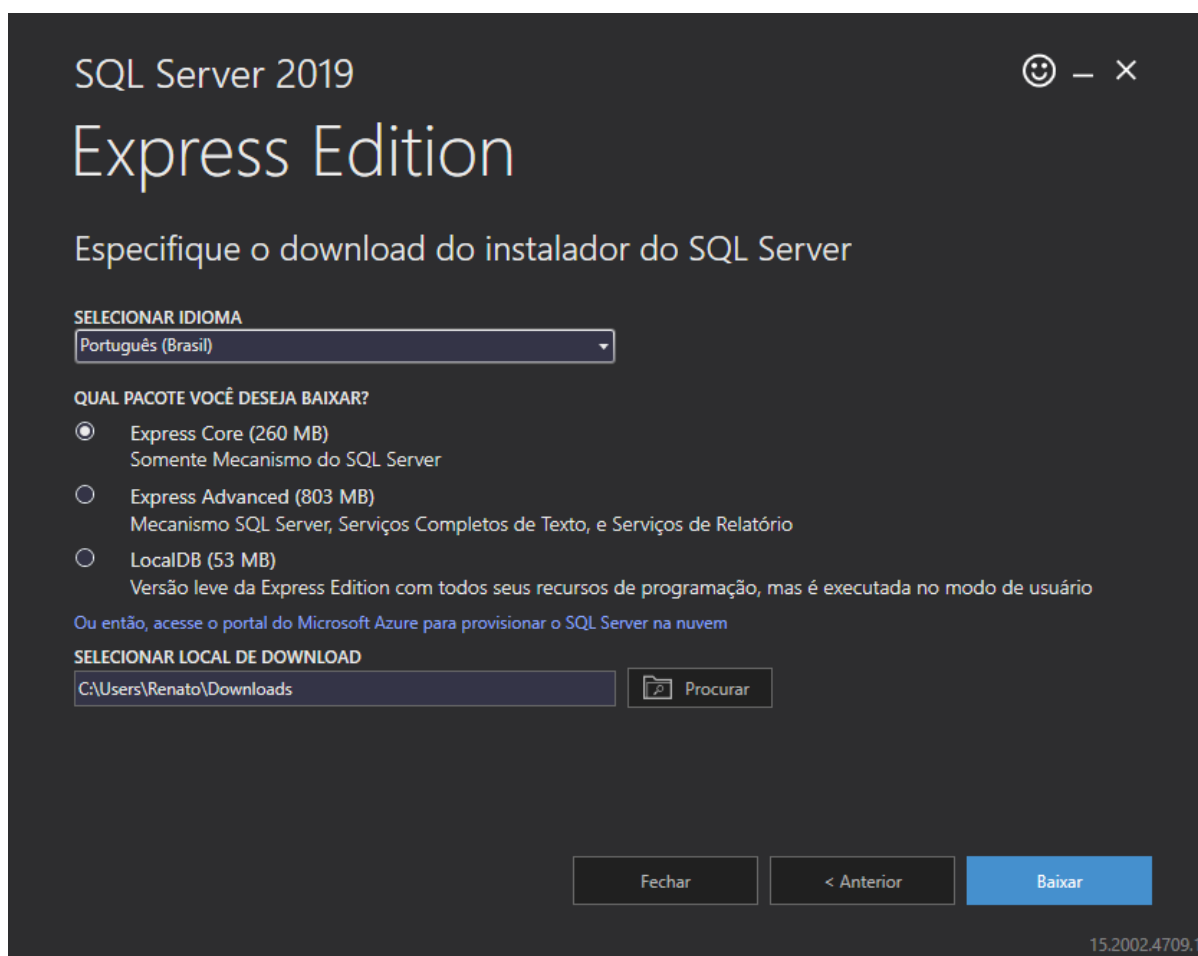 SQL Server 2019
Express Edition
Especifique o download do instalador do SQL Server
SELECIONAR IDIOMA
Português (Brasil)
QUAL PACOTE VOCÊ DESEJA BAIXAR?
Express Core (260 MB)
Somente Mecanismo do SQL Server
Express Advanced (803 MB)
Mecanismo SQL Server, Serviços Completos de Texto, e Serviços de Relatório
LocalDB (53 MB)
Versão leve da Express Edition com todos seus recursos de programação, mas é executada no modo de usuário
Ou então, acesse o portal do Microsoft Azure para provisionar o SQL Server na nuvem
SELECIONAR LOCAL DE DOWNLOAD
C:\Users\Renato\Downloads
Procurar
Fechar
< Anterior
Baixar
15.2002.4709.1